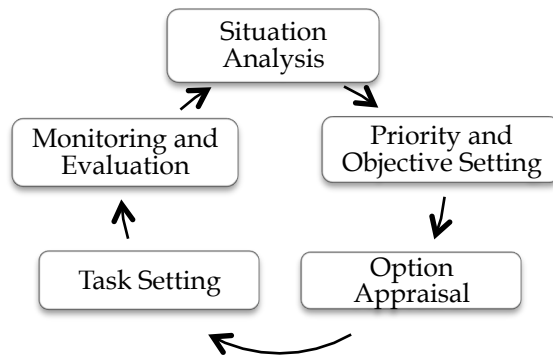 Situation
Analysis
Priority and
Objective Setting
Option
Appraisal
Task Setting
Monitoring and
Evaluation